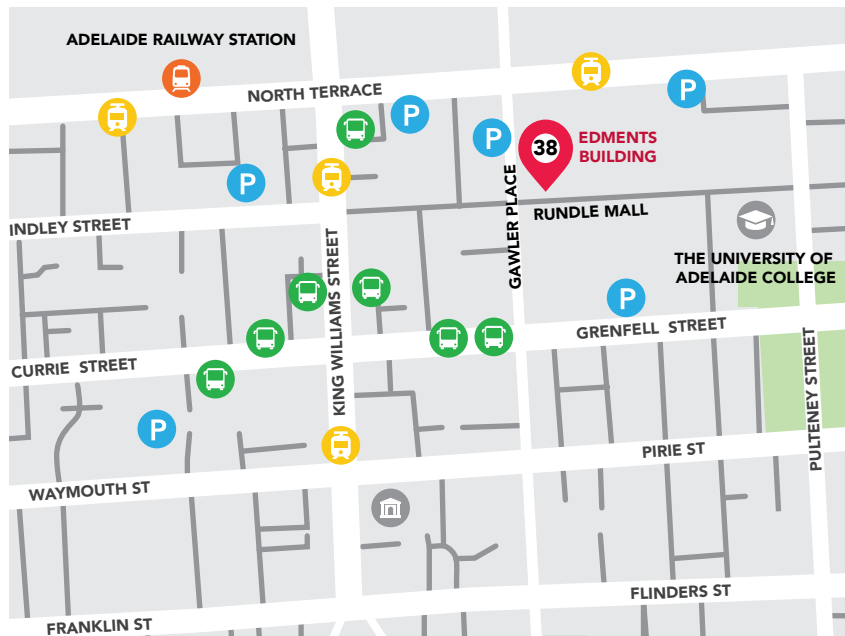 ADELAIDE RAILWAY STATION
NORTH TERRACE
P
P
P
P
38
EDMENTS
BUILDING
GAWLER PLACE
RUNDLE MALL
INDLEY STREET
THE UNIVERSITY OF
ADELAIDE COLLEGE
KING WILLIAMS STREET
P
GRENFELL STREET
CURRIE STREET
PULTENEY STREET
P
PIRIE ST
WAYMOUTH ST
FLINDERS ST
FRANKLIN ST